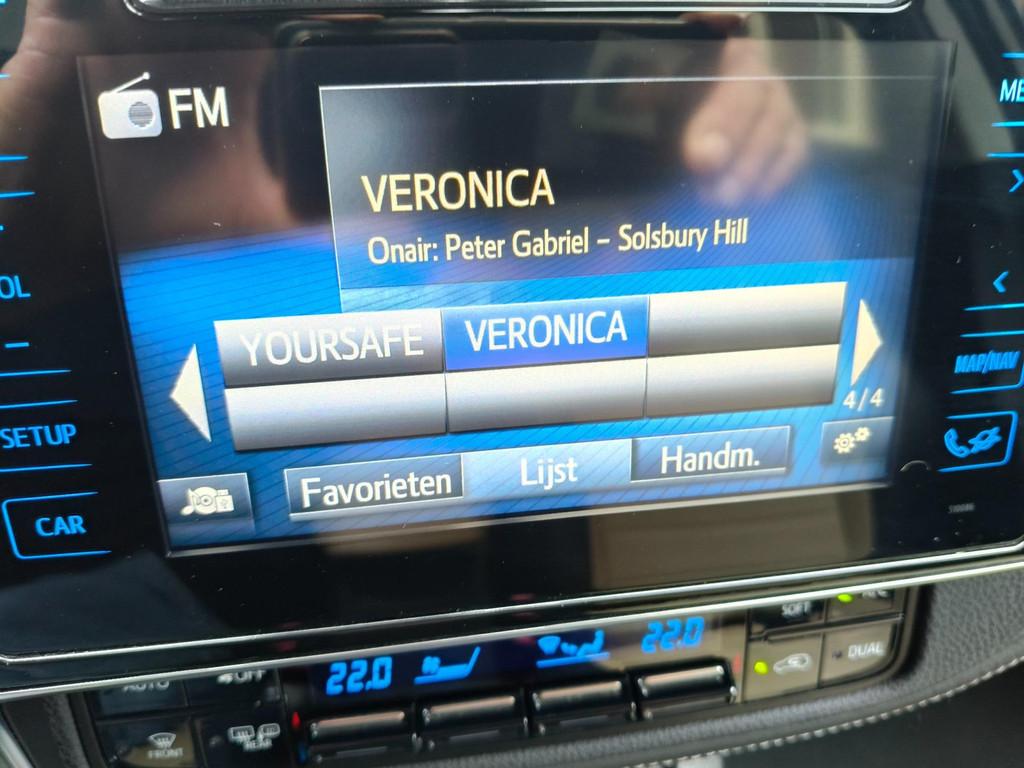 FM
VERONICA
Onair: Peter Gabriel – Solsbury Hill
YOURSAFE VERONICA
4/4
Favorieten Lijst Handm.
OL
SETUP
CAR
ME
MAP/NAV
22.0 22.0
SOFT
AUTO OFF
DUAL
FRONT REAR